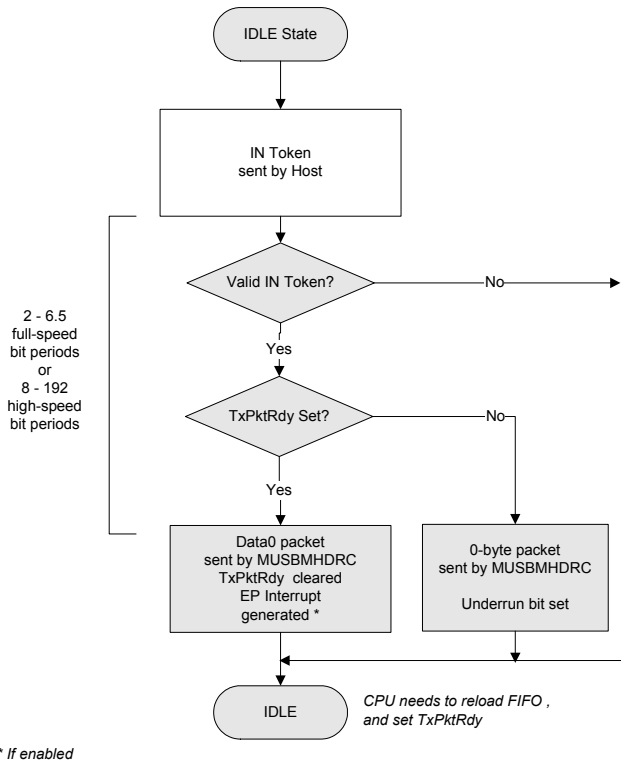 IDLE State
IN Token
sent by Host
Valid IN Token?
No
2 - 6.5
full-speed
bit periods
or
8 - 192
high-speed
bit periods
Yes
TxPktRdy Set?
No
Yes
Data0 packet
sent by MUSBMHDRC
TxPktRdy cleared
EP Interrupt
generated *
0-byte packet
sent by MUSBMHDRC
Underrun bit set
IDLE
CPU needs to reload FIFO ,
and set TxPktRdy
* If enabled